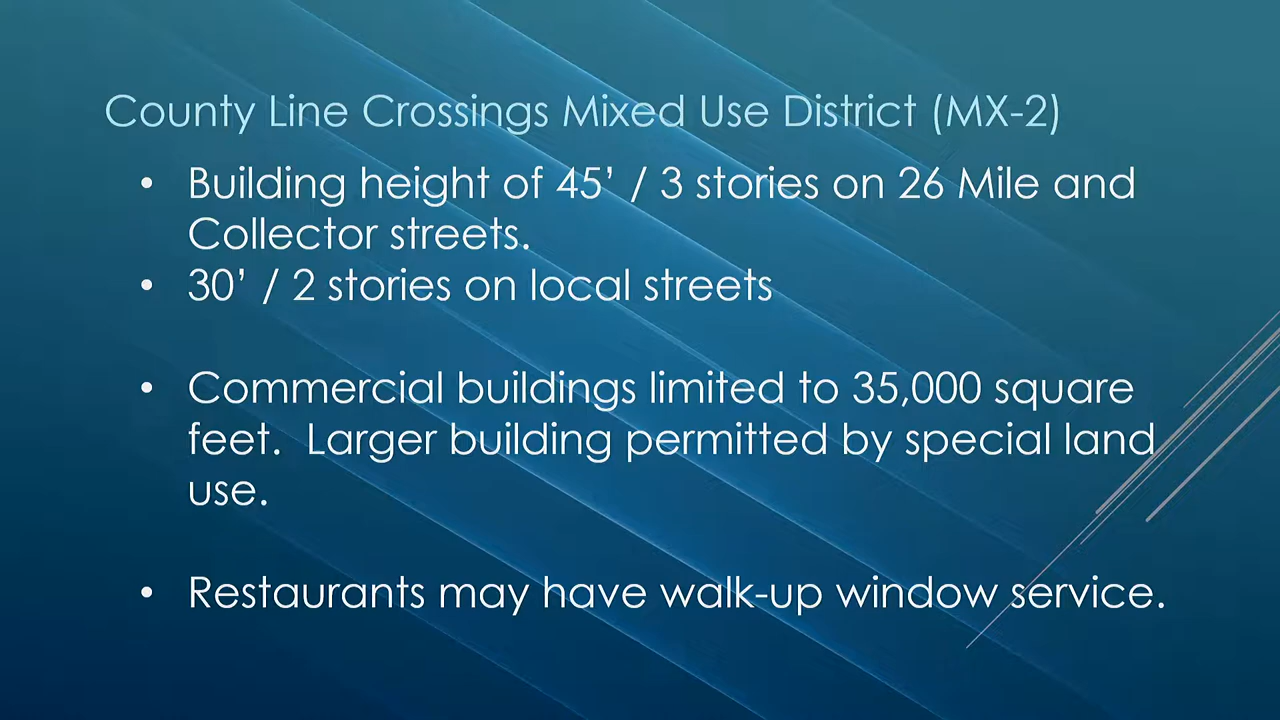 County Line Crossings Mixed Use District (MX-2)
• Building height of 45’ / 3 stories on 26 Mile and
Collector streets.
• 30’ / 2 stories on local streets
• Commercial buildings limited to 35,000 square
feet.  Larger building permitted by special land
use.
• Restaurants may have walk-up window service.